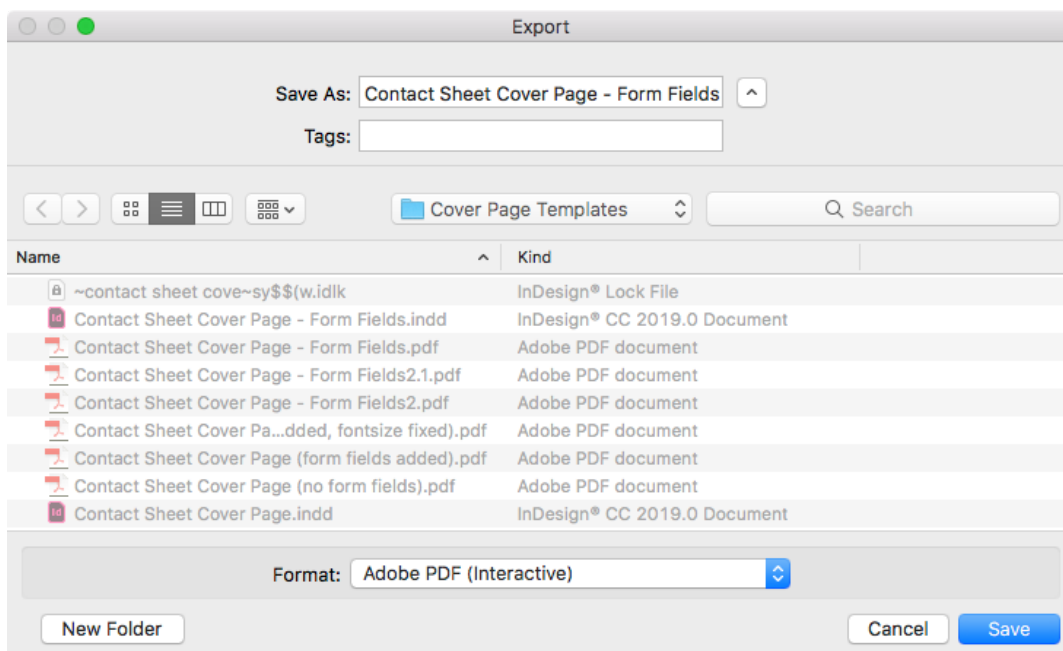 Export
Save As: Contact Sheet Cover Page - Form Fields
Tags:
Cover Page Templates
Search
Name Kind
~contact sheet cove~sy$$(w.idlk InDesign® Lock File
Contact Sheet Cover Page - Form Fields.indd InDesign® CC 2019.0 Document
Contact Sheet Cover Page - Form Fields.pdf Adobe PDF document
Contact Sheet Cover Page - Form Fields2.1.pdf Adobe PDF document
Contact Sheet Cover Page - Form Fields2.pdf Adobe PDF document
Contact Sheet Cover Pa...dded, fontsize fixed).pdf Adobe PDF document
Contact Sheet Cover Page (form fields added).pdf Adobe PDF document
Contact Sheet Cover Page (no form fields).pdf Adobe PDF document
Contact Sheet Cover Page.indd InDesign® CC 2019.0 Document
Format: Adobe PDF (Interactive)
New Folder Cancel Save